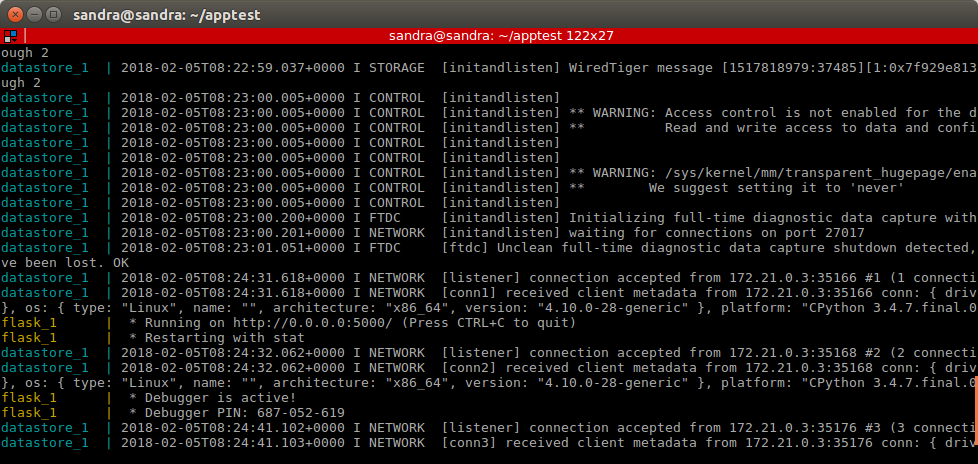 sandra@sandra: ~/apptest
sandra@sandra: ~/apptest 122x27
ough 2
datastore_1  | 2018-02-05T08:22:59.037+0000 I STORAGE  [initandlisten] WiredTiger message [1517818979:37485][1:0x7f929e813
ugh 2
datastore_1  | 2018-02-05T08:23:00.005+0000 I CONTROL  [initandlisten]
datastore_1  | 2018-02-05T08:23:00.005+0000 I CONTROL  [initandlisten] ** WARNING: Access control is not enabled for the d
datastore_1  | 2018-02-05T08:23:00.005+0000 I CONTROL  [initandlisten] **          Read and write access to data and confi
datastore_1  | 2018-02-05T08:23:00.005+0000 I CONTROL  [initandlisten]
datastore_1  | 2018-02-05T08:23:00.005+0000 I CONTROL  [initandlisten]
datastore_1  | 2018-02-05T08:23:00.005+0000 I CONTROL  [initandlisten] ** WARNING: /sys/kernel/mm/transparent_hugepage/ena
datastore_1  | 2018-02-05T08:23:00.005+0000 I CONTROL  [initandlisten] **        We suggest setting it to 'never'
datastore_1  | 2018-02-05T08:23:00.005+0000 I CONTROL  [initandlisten]
datastore_1  | 2018-02-05T08:23:00.200+0000 I FTDC     [initandlisten] Initializing full-time diagnostic data capture with
datastore_1  | 2018-02-05T08:23:00.201+0000 I NETWORK  [initandlisten] waiting for connections on port 27017
datastore_1  | 2018-02-05T08:23:01.051+0000 I FTDC     [ftdc] Unclean full-time diagnostic data capture shutdown detected,
ve been lost. OK
datastore_1  | 2018-02-05T08:24:31.618+0000 I NETWORK  [listener] connection accepted from 172.21.0.3:35166 #1 (1 connecti
datastore_1  | 2018-02-05T08:24:31.618+0000 I NETWORK  [conn1] received client metadata from 172.21.0.3:35166 conn: { driv
}, os: { type: "Linux", name: "", architecture: "x86_64", version: "4.10.0-28-generic" }, platform: "CPython 3.4.7.final.0
flask_1      |  * Running on http://0.0.0.0:5000/ (Press CTRL+C to quit)
flask_1      |  * Restarting with stat
datastore_1  | 2018-02-05T08:24:32.062+0000 I NETWORK  [listener] connection accepted from 172.21.0.3:35168 #2 (2 connecti
datastore_1  | 2018-02-05T08:24:32.062+0000 I NETWORK  [conn2] received client metadata from 172.21.0.3:35168 conn: { driv
}, os: { type: "Linux", name: "", architecture: "x86_64", version: "4.10.0-28-generic" }, platform: "CPython 3.4.7.final.0
flask_1      |  * Debugger is active!
flask_1      |  * Debugger PIN: 687-052-619
datastore_1  | 2018-02-05T08:24:41.102+0000 I NETWORK  [listener] connection accepted from 172.21.0.3:35176 #3 (3 connecti
datastore_1  | 2018-02-05T08:24:41.103+0000 I NETWORK  [conn3] received client metadata from 172.21.0.3:35176 conn: { driv